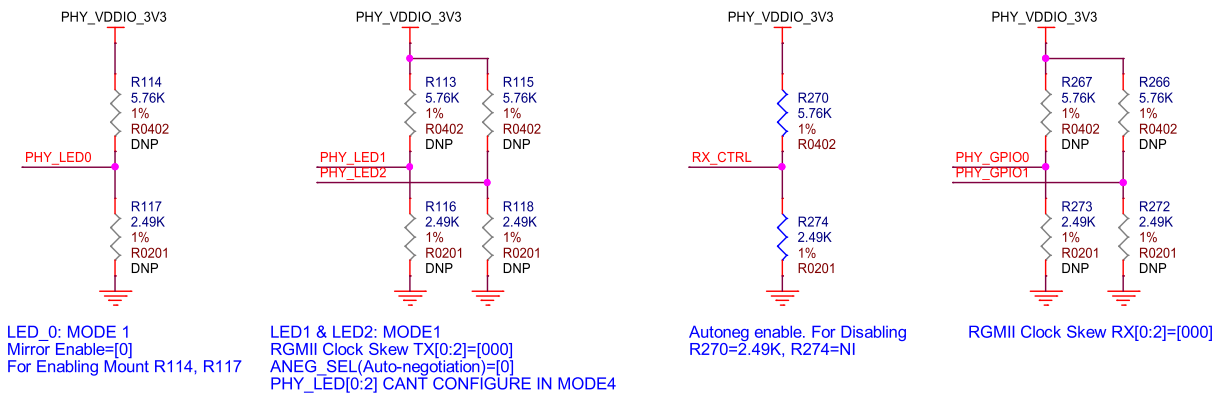 PHY_VDDIO_3V3
R114
5.76K
1%
R0402
DNP
PHY_LED0
R117
2.49K
1%
R0201
DNP
LED_0: MODE 1
Mirror Enable=[0]
For Enabling Mount R114, R117
PHY_VDDIO_3V3
R113
5.76K
1%
R0402
DNP
R115
5.76K
1%
R0402
DNP
PHY_LED1
PHY_LED2
R116
2.49K
1%
R0201
DNP
R118
2.49K
1%
R0201
DNP
LED1 & LED2: MODE1
RGMII Clock Skew TX[0:2]=[000]
ANEG_SEL(Auto-negotiation)=[0]
PHY_LED[0:2] CANT CONFIGURE IN MODE4
PHY_VDDIO_3V3
R270
5.76K
1%
R0402
RX_CTRL
R274
2.49K
1%
R0201
Autoneg enable. For Disabling
R270=2.49K, R274=NI
PHY_VDDIO_3V3
R267
5.76K
1%
R0402
DNP
R266
5.76K
1%
R0402
DNP
PHY_GPIO0
PHY_GPIO1
R273
2.49K
1%
R0201
DNP
R272
2.49K
1%
R0201
DNP
RGMII Clock Skew RX[0:2]=[000]